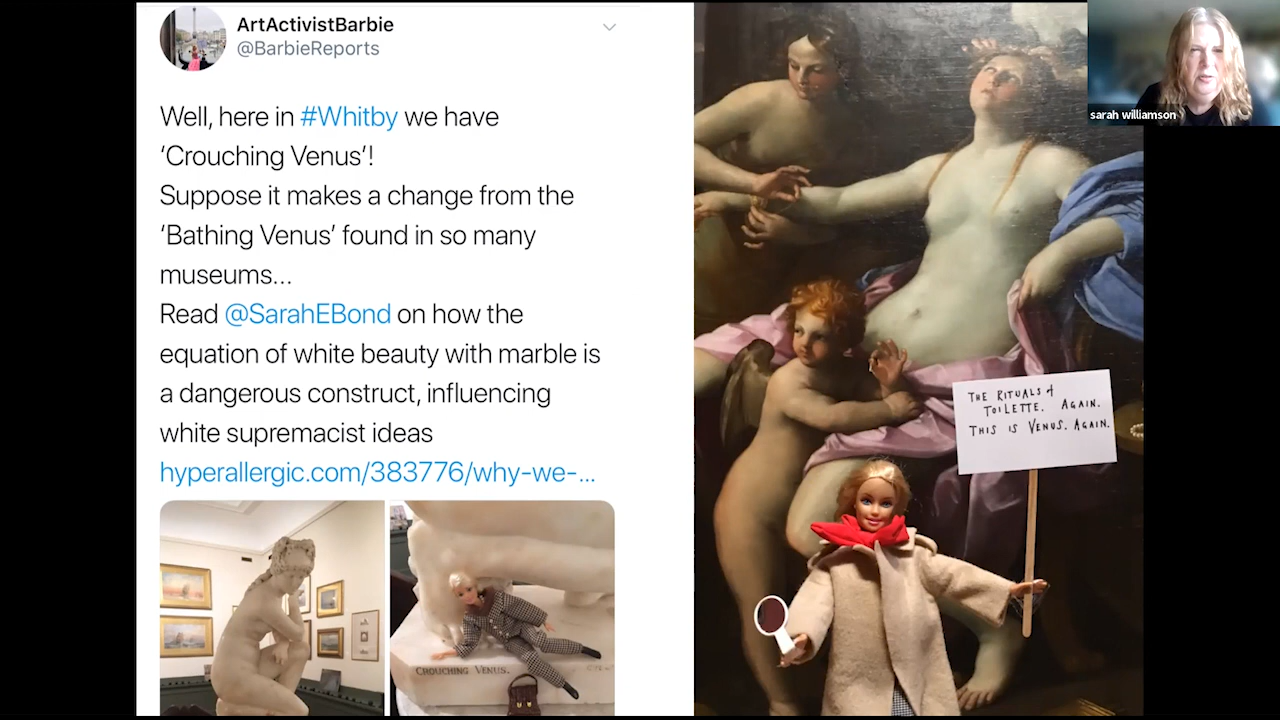 ArtActivistBarbie
@BarbieReports
Well, here in #Whitby we have
‘Crouching Venus’!
Suppose it makes a change from the
‘Bathing Venus’ found in so many
museums...
Read @SarahEBond on how the
equation of white beauty with marble is
a dangerous construct, influencing
white supremacist ideas
hyperallergic.com/383776/why-we-...
CROUCHING VENUS.
THE RITUALS of
TOILETTE. AGAIN.
THIS IS VENUS. AGAIN.
sarah williamson